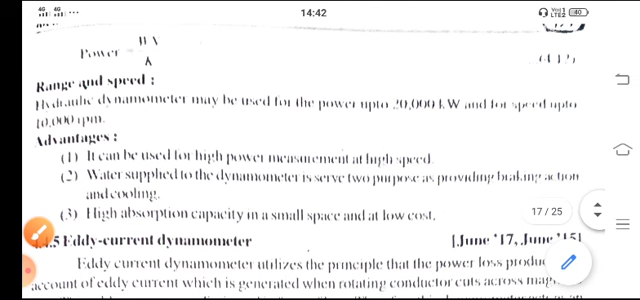 14:42
40
Power =
W N
K
Range and speed :
Hydraulic dynamometer may be used for the power upto 20,000 kW and for speed upto
10,000 rpm.
Advantages :
(1) It can be used for high power measurement at high speed.
(2) Water supplied to the dynamometer is serve two purpose as providing braking action
and cooling.
(3) High absorption capacity in a small space and at low cost.
17 / 25
4.4.5 Eddy-current dynamometer [June '17, June '15]
Eddy current dynamometer utilizes the principle that the power loss
account of eddy current which is generated when rotating conductor cuts across